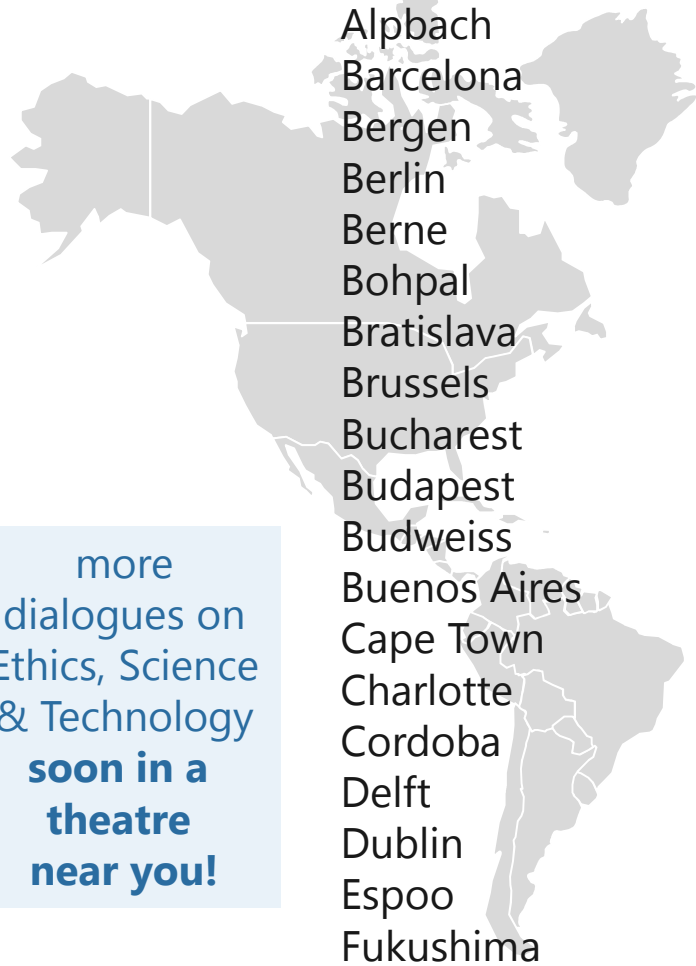 Alpbach
Barcelona
Bergen
Berlin
Berne
Bohpal
Bratislava
Brussels
Bucharest
Budapest
Budweiss
Buenos Aires
Cape Town
Charlotte
Cordoba
Delft
Dublin
Espoo
Fukushima
more
dialogues on
Ethics, Science
& Technology
soon in a
theatre
near you!